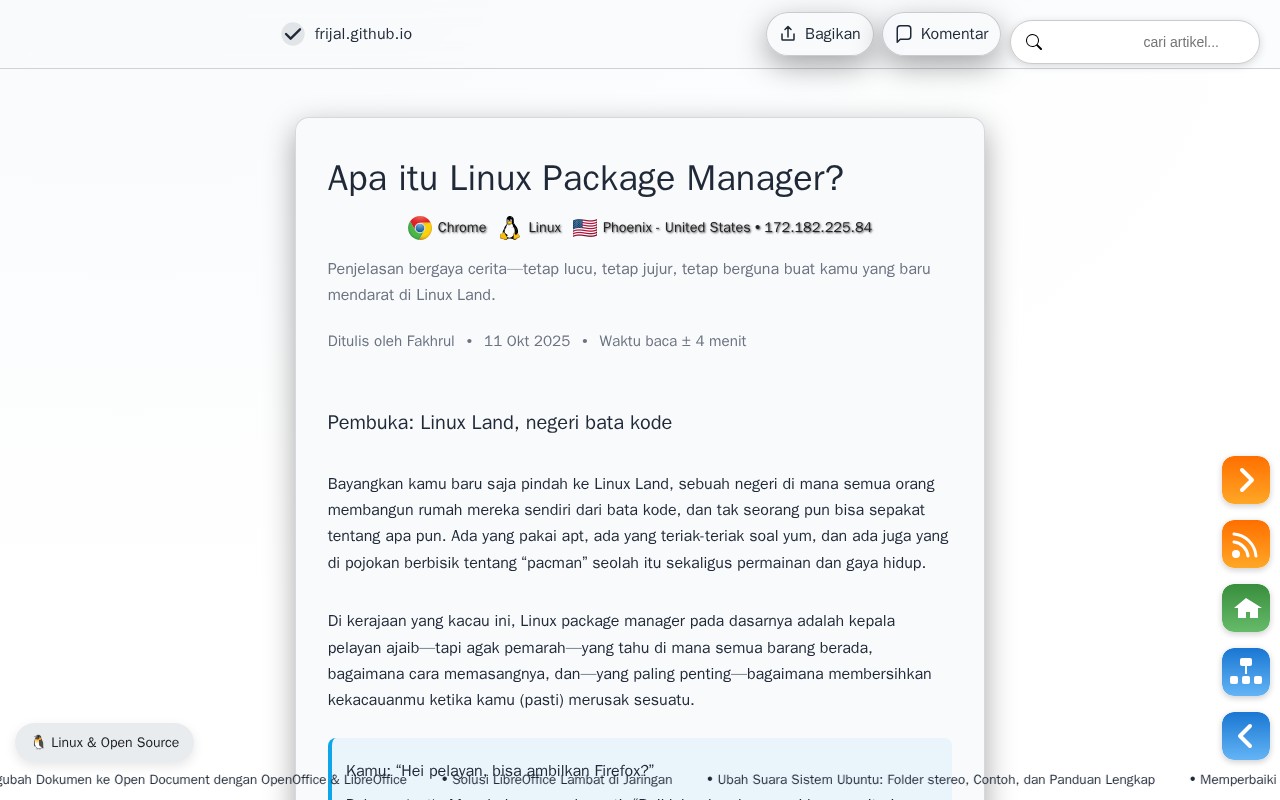 frijal.github.io
Bagikan
Komentar
cari artikel...
Apa itu Linux Package Manager?
Chrome Linux Phoenix - United States • 172.182.225.84
Penjelasan bergaya cerita—tetap lucu, tetap jujur, tetap berguna buat kamu yang baru
mendarat di Linux Land.
Ditulis oleh Fakhrul • 11 Okt 2025 • Waktu baca ± 4 menit
Pembuka: Linux Land, negeri bata kode
Bayangkan kamu baru saja pindah ke Linux Land, sebuah negeri di mana semua orang
membangun rumah mereka sendiri dari bata kode, dan tak seorang pun bisa sepakat
tentang apa pun. Ada yang pakai apt, ada yang teriak-teriak soal yum, dan ada juga yang
di pojokan berbisik tentang “pacman” seolah itu sekaligus permainan dan gaya hidup.
Di kerajaan yang kacau ini, Linux package manager pada dasarnya adalah kepala
pelayan ajaib—tapi agak pemarah—yang tahu di mana semua barang berada,
bagaimana cara memasangnya, dan—yang paling penting—bagaimana membersihkan
kekacauanmu ketika kamu (pasti) merusak sesuatu.
Linux & Open Source
Kamu: “Hei pelayan, bisa ambilkan Firefox?”
gubah Dokumen ke Open Document dengan OpenOffice & LibreOffice • Solusi LibreOffice Lambat di Jaringan • Ubah Suara Sistem Ubuntu: Folder stereo, Contoh, dan Panduan Lengkap • Memperbaiki